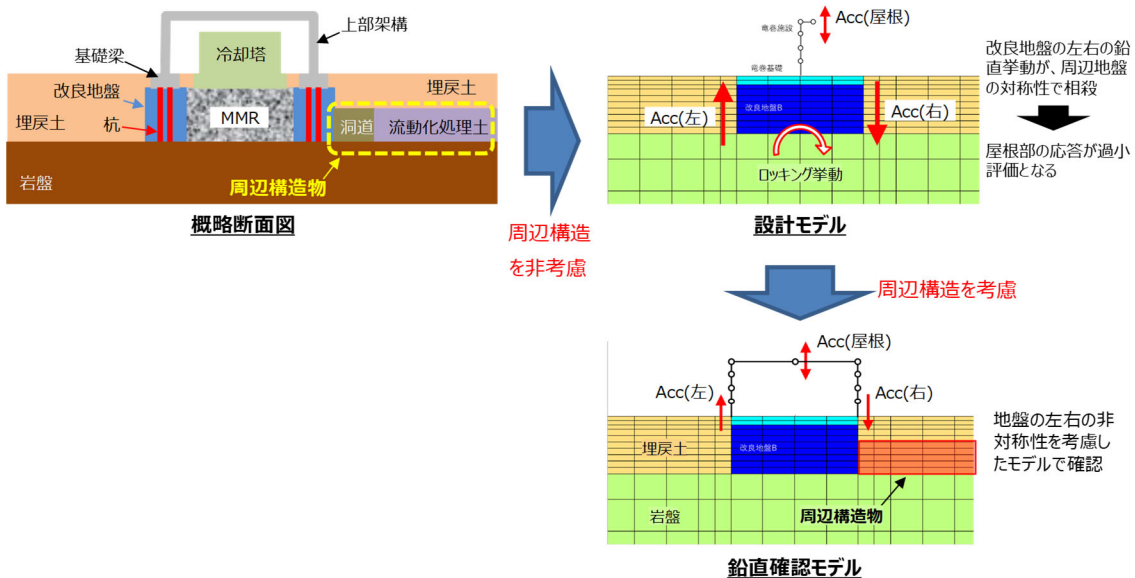 上部架構
基礎梁
冷却塔
改良地盤
埋戻土
埋戻土
杭
MMR
洞道
流動化処理土
岩盤
周辺構造物
概略断面図
周辺構造
を非考慮
竜巻施設
Acc(屋根)
竜巻基礎
改良地盤B
Acc(左)
Acc(右)
ロッキング挙動
設計モデル
改良地盤の左右の鉛
直挙動が、周辺地盤
の対称性で相殺
屋根部の応答が過小
評価となる
周辺構造を考慮
Acc(屋根)
Acc(左)
Acc(右)
埋戻土
改良地盤B
岩盤
周辺構造物
地盤の左右の非
対称性を考慮し
たモデルで確認
鉛直確認モデル